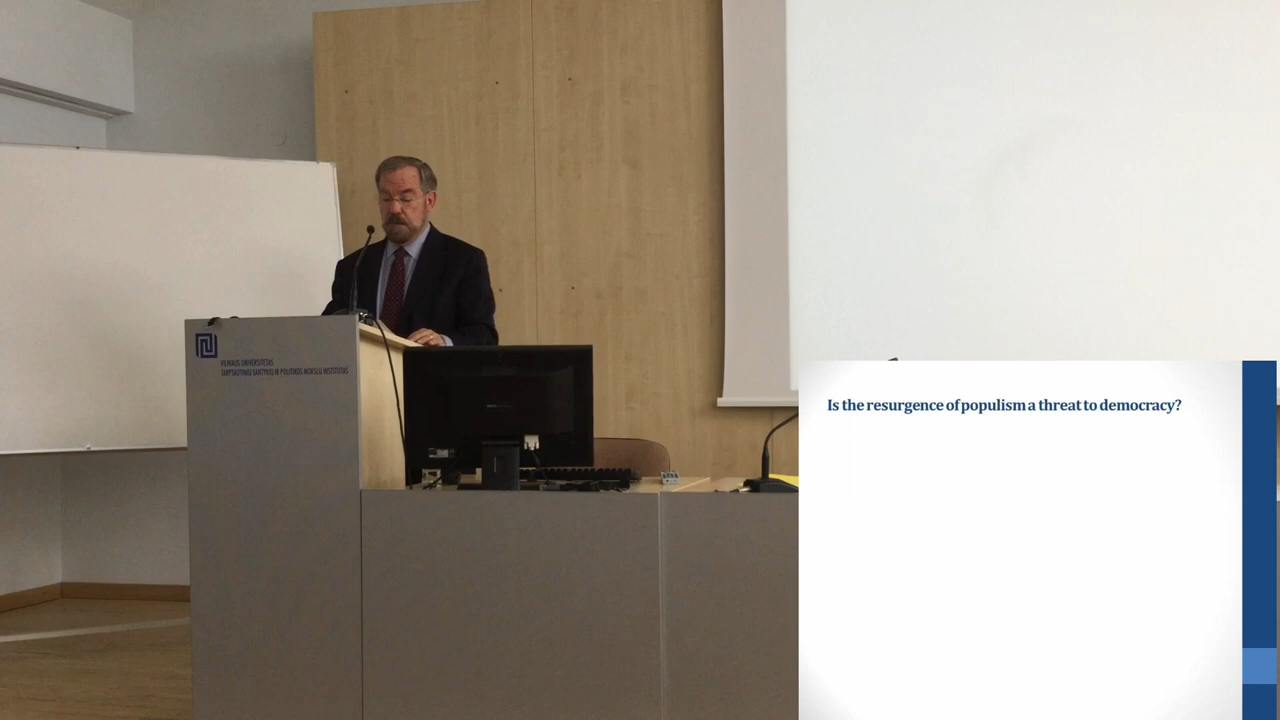 VILNIAUS UNIVERSITETAS
TARPTAUTINIŲ SANTYKIŲ IR POLITIKOS MOKSLŲ INSTITUTAS
Is the resurgence of populism a threat to democracy?